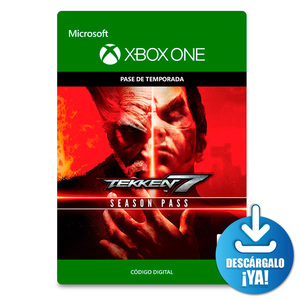 Microsoft
XBOX ONE
PASE DE TEMPORADA
TEKKEN 7
SEASON PASS
CÓDIGO DIGITAL
DESCÁRGALO
¡YA!